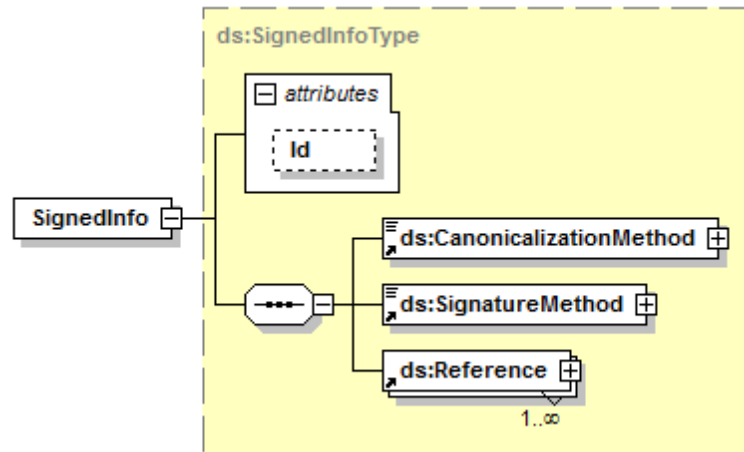 ds:SignedInfoType
attributes
Id
SignedInfo
ds:CanonicalizationMethod
ds:SignatureMethod
ds:Reference
1..∞